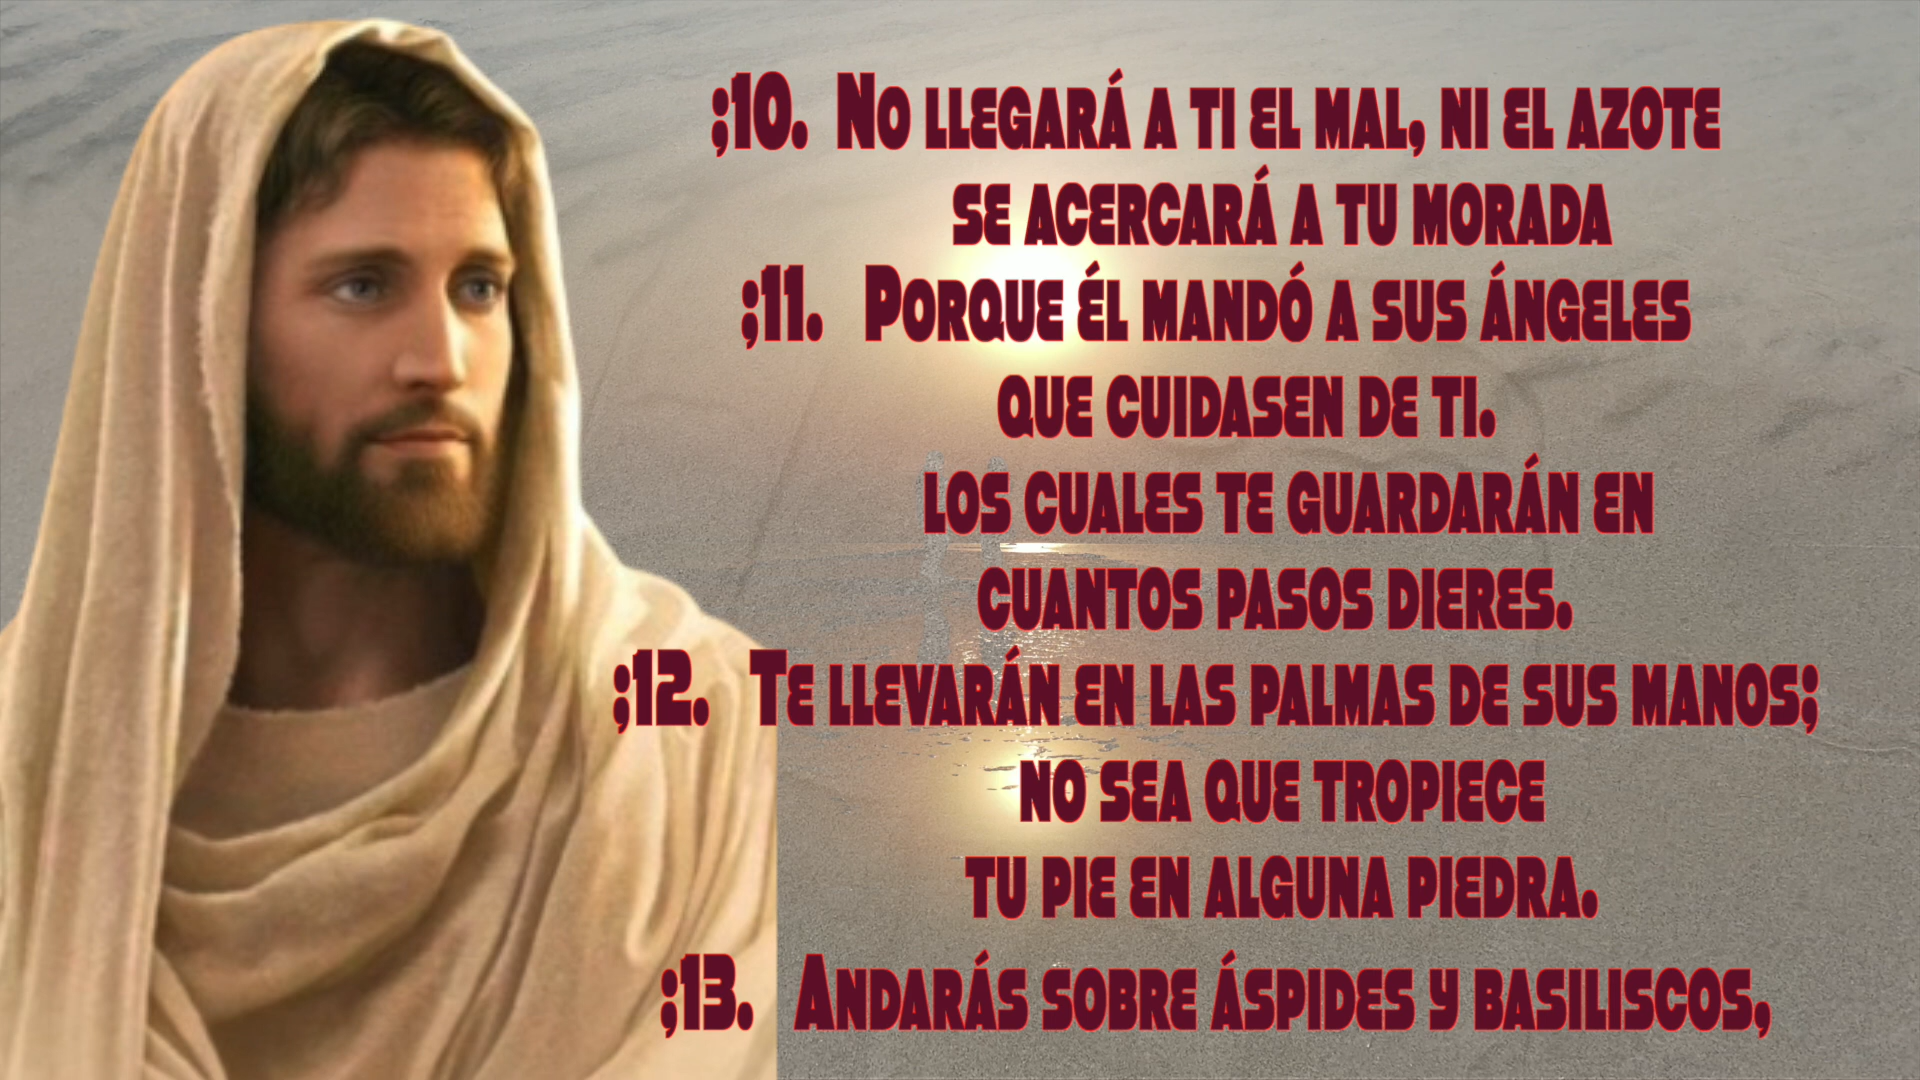 ;10. No llegará a ti el mal, ni el azote
se acercará a tu morada
;11. Porque él mandó a sus ángeles
que cuidasen de ti.
los cuales te guardarán en
cuantos pasos dieres.
;12. Te llevarán en las palmas de sus manos;
no sea que tropiece
tu pie en alguna piedra.
;13. Andarás sobre áspides y basiliscos,